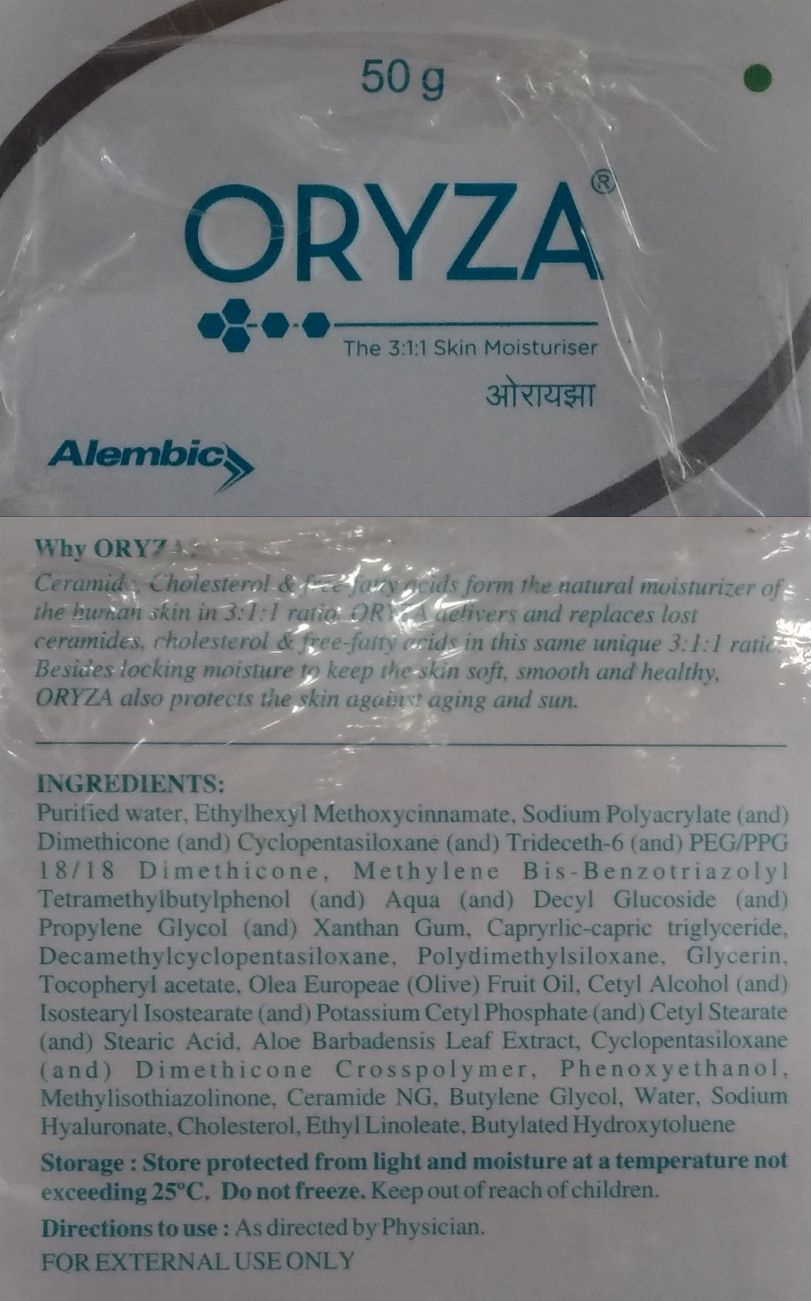 50 g
ORYZA®
The 3:1:1 Skin Moisturiser
ओरायझा
Alembic
Why ORYZA?
Ceramide, Cholesterol & free-fatty acids form the natural moisturizer of
the human skin in 3:1:1 ratio. ORYZA delivers and replaces lost
ceramides, cholesterol & free-fatty acids in this same unique 3:1:1 ratio.
Besides locking moisture to keep the skin soft, smooth and healthy,
ORYZA also protects the skin against aging and sun.
INGREDIENTS:
Purified water, Ethylhexyl Methoxycinnamate, Sodium Polyacrylate (and)
Dimethicone (and) Cyclopentasiloxane (and) Trideceth-6 (and) PEG/PPG
18/18 Dimethicone, Methylene Bis-Benzotriazolyl
Tetramethylbutylphenol (and) Aqua (and) Decyl Glucoside (and)
Propylene Glycol (and) Xanthan Gum, Capryrlic-capric triglyceride,
Decamethylcyclopentasiloxane, Polydimethylsiloxane, Glycerin,
Tocopheryl acetate, Olea Europeae (Olive) Fruit Oil, Cetyl Alcohol (and)
Isostearyl Isostearate (and) Potassium Cetyl Phosphate (and) Cetyl Stearate
(and) Stearic Acid, Aloe Barbadensis Leaf Extract, Cyclopentasiloxane
(and) Dimethicone Crosspolymer, Phenoxyethanol,
Methylisothiazolinone, Ceramide NG, Butylene Glycol, Water, Sodium
Hyaluronate, Cholesterol, Ethyl Linoleate, Butylated Hydroxytoluene
Storage : Store protected from light and moisture at a temperature not
exceeding 25°C. Do not freeze. Keep out of reach of children.
Directions to use : As directed by Physician.
FOR EXTERNAL USE ONLY